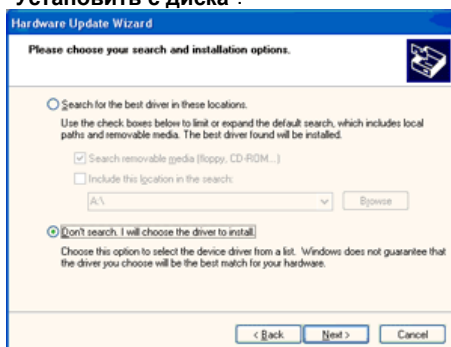 "Установить с диска".
Hardware Update Wizard
Please choose your search and installation options.
Search for the best driver in these locations.
Use the check boxes below to limit or expand the default search, which includes local
paths and removable media. The best driver found will be installed.
Search removable media (floppy, CD-ROM...)
Include this location in the search:
A:\
Browse
Don't search. I will choose the driver to install.
Choose this option to select the device driver from a list. Windows does not guarantee that
the driver you choose will be the best match for your hardware.
< Back Next > Cancel